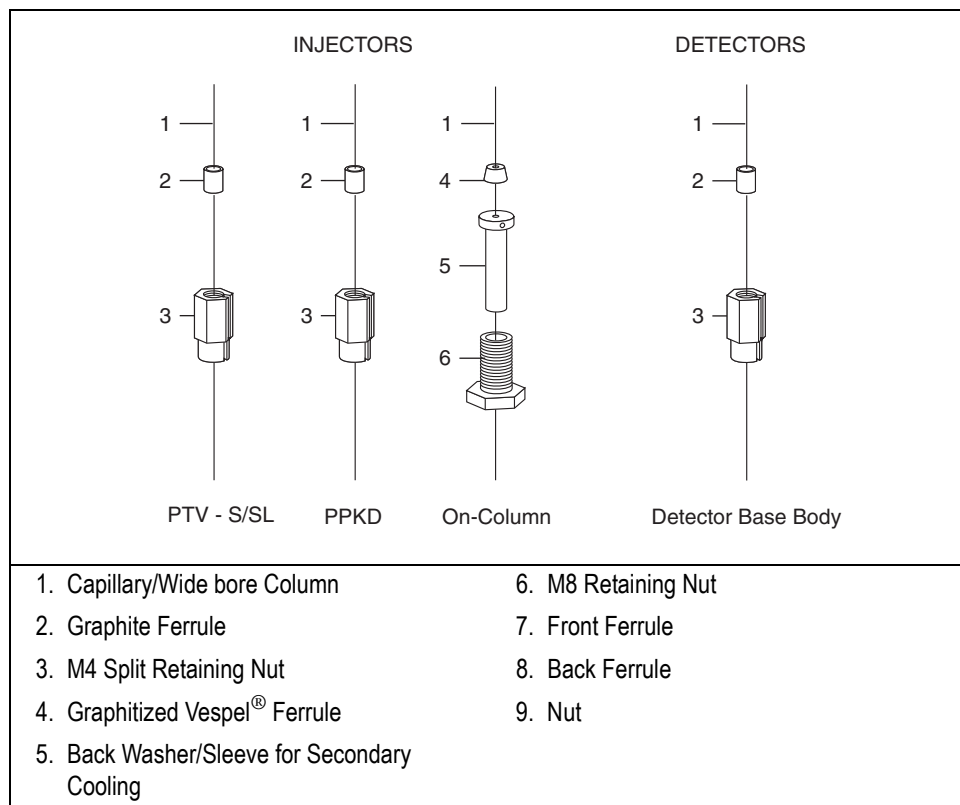 INJECTORS
DETECTORS
1 1 1 1
2 2 4 2
5
3 3 3
6
PTV - S/SL PPKD On-Column Detector Base Body
1. Capillary/Wide bore Column
2. Graphite Ferrule
3. M4 Split Retaining Nut
4. Graphitized Vespel® Ferrule
5. Back Washer/Sleeve for Secondary
Cooling
6. M8 Retaining Nut
7. Front Ferrule
8. Back Ferrule
9. Nut